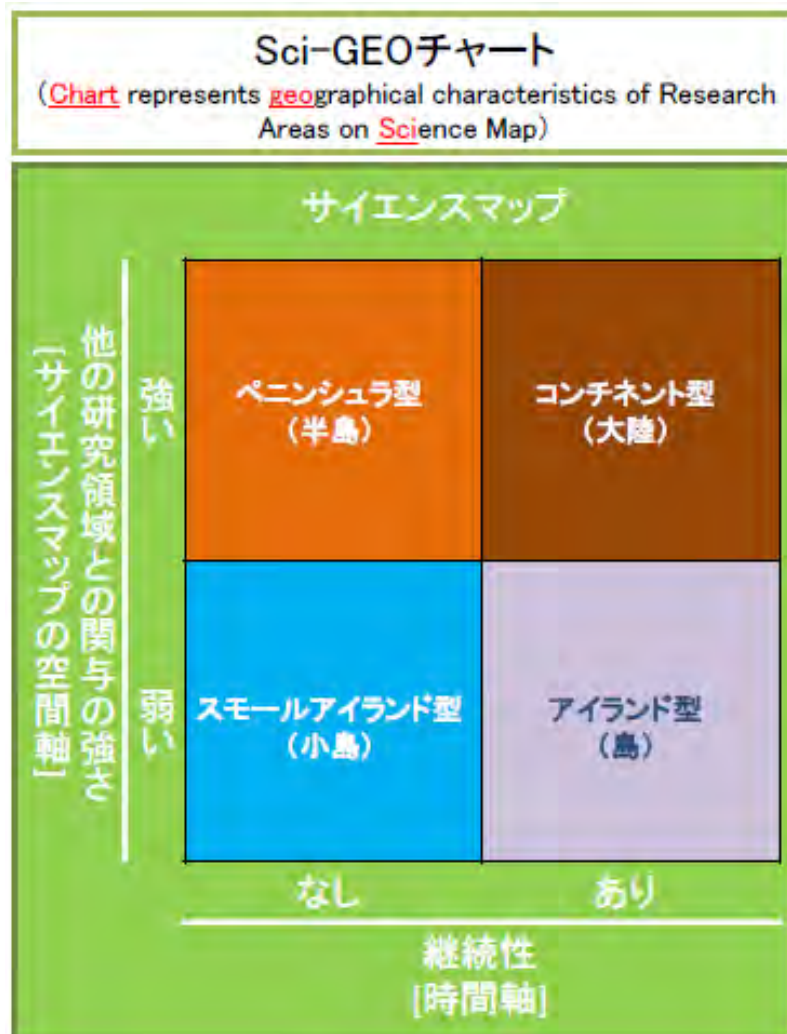 Sci-GEOチャート
（Chart represents geographical characteristics of Research
Areas on Science Map）
サイエンスマップ
他の研究領域との関与の強さ
[サイエンスマップの空間軸]
強い
ペニンシュラ型
（半島）
コンチネント型
（大陸）
弱い
スモールアイランド型
（小島）
アイランド型
（島）
なし
あり
継続性
[時間軸]